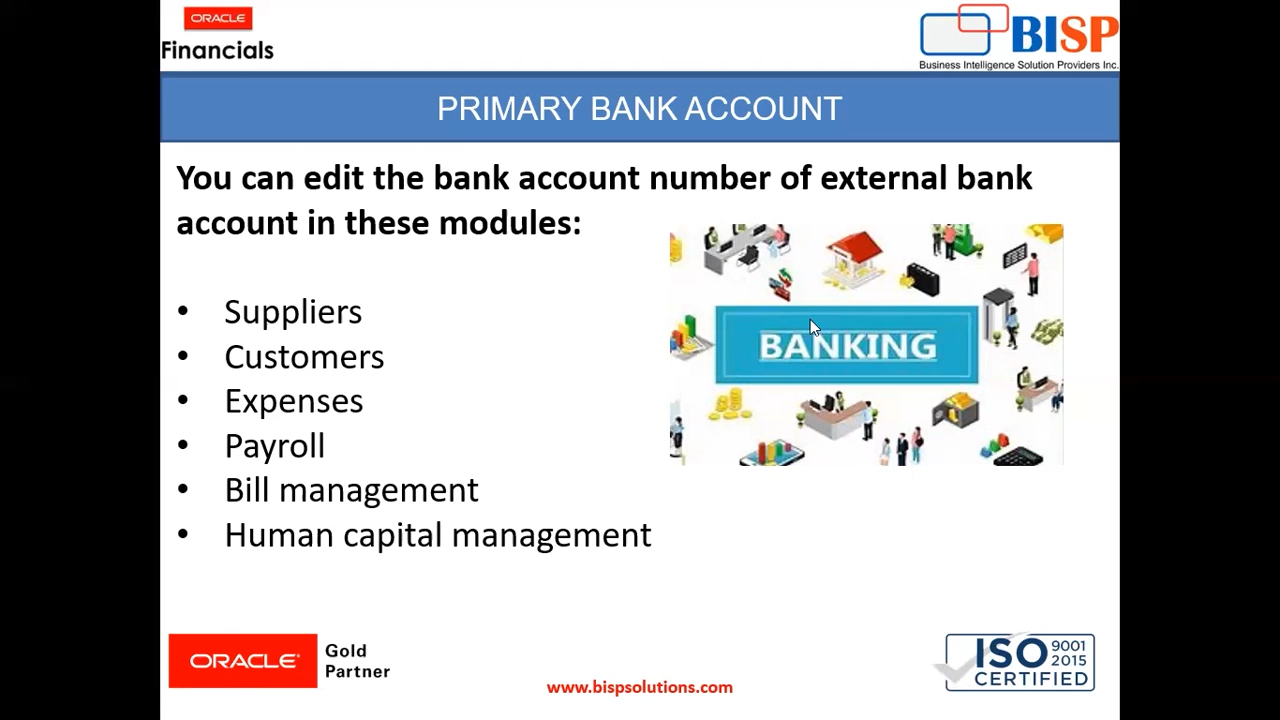 ORACLE
Financials
BISP
Business Intelligence Solution Providers Inc.
PRIMARY BANK ACCOUNT
You can edit the bank account number of external bank
account in these modules:
BANKING
• Suppliers
• Customers
• Expenses
• Payroll
• Bill management
• Human capital management
ORACLE®
Gold
Partner
www.bispsolutions.com
ISO 9001
2015
CERTIFIED